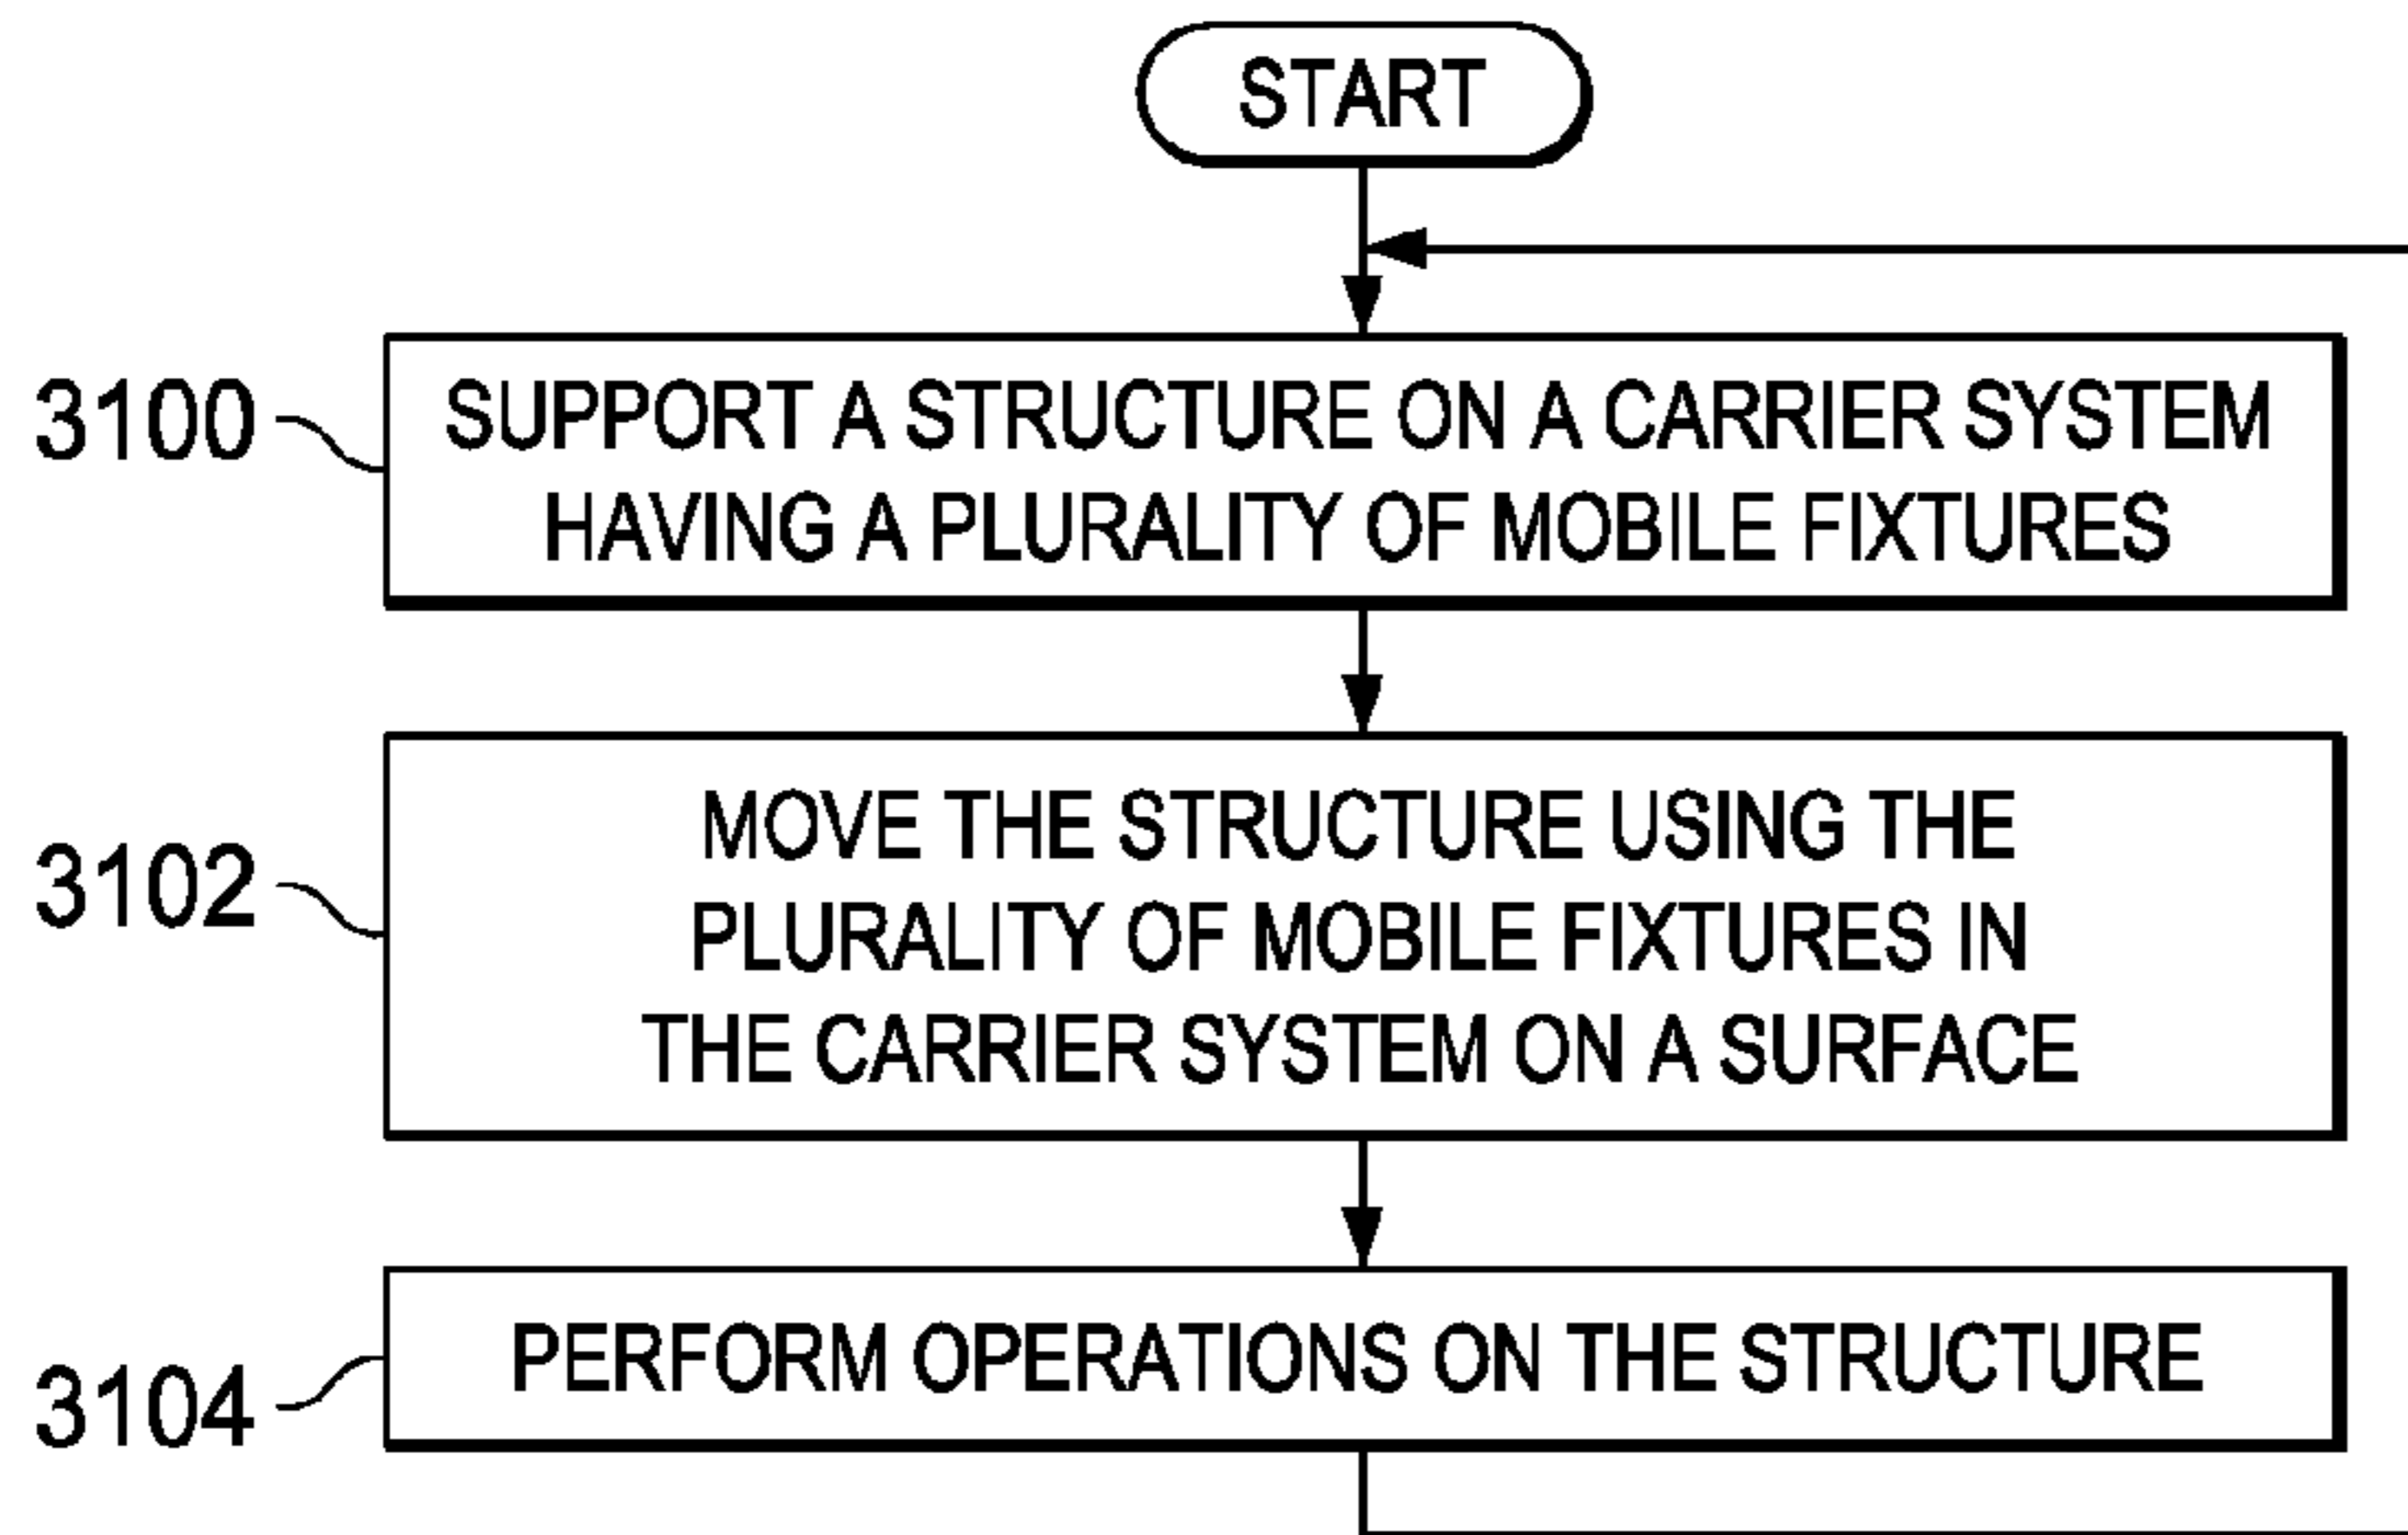 START
3100
SUPPORT A STRUCTURE ON A CARRIER SYSTEM
HAVING A PLURALITY OF MOBILE FIXTURES
3102
MOVE THE STRUCTURE USING THE
PLURALITY OF MOBILE FIXTURES IN
THE CARRIER SYSTEM ON A SURFACE
3104
PERFORM OPERATIONS ON THE STRUCTURE